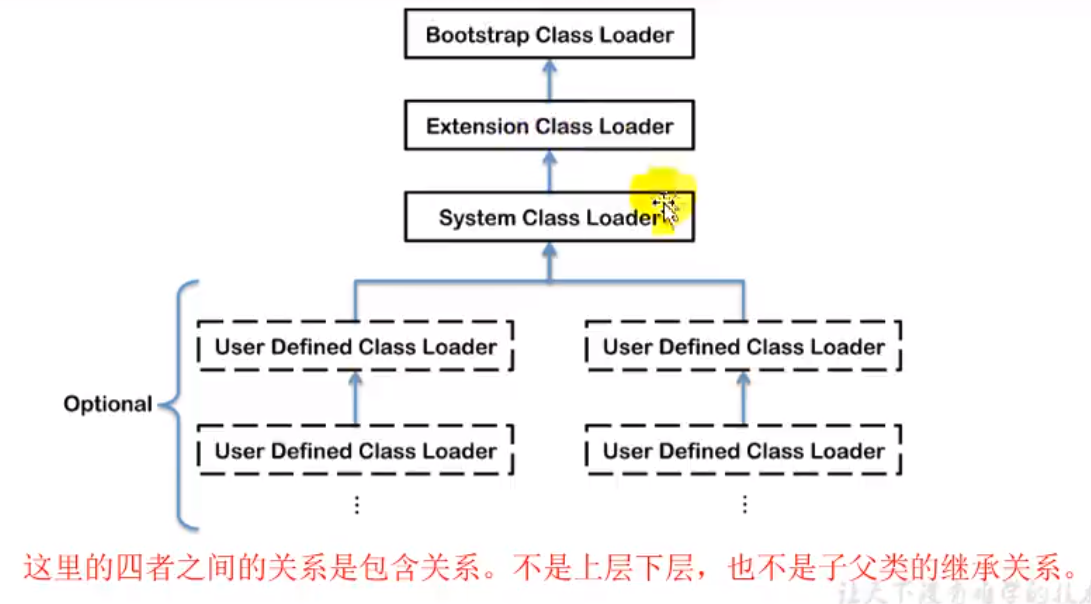 Bootstrap Class Loader
Extension Class Loader
System Class Loader
User Defined Class Loader
User Defined Class Loader
Optional
User Defined Class Loader
User Defined Class Loader
这里的四者之间的关系是包含关系。不是上层下层，也不是子父类的继承关系。